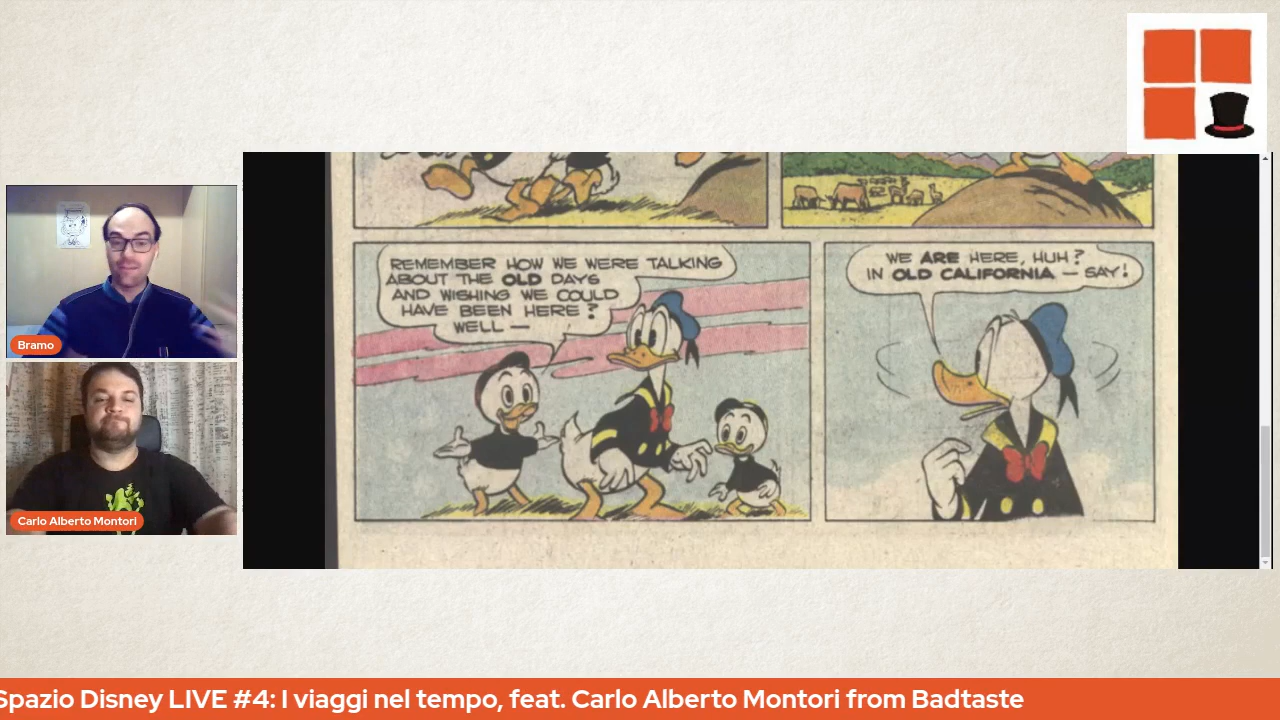 REMEMBER HOW WE WERE TALKING
ABOUT THE OLD DAYS
AND WISHING WE COULD
HAVE BEEN HERE?
WELL —
WE ARE HERE, HUH?
IN OLD CALIFORNIA — SAY!
Bramo
Carlo Alberto Montori
Spazio Disney LIVE #4: I viaggi nel tempo, feat. Carlo Alberto Montori from Badtaste